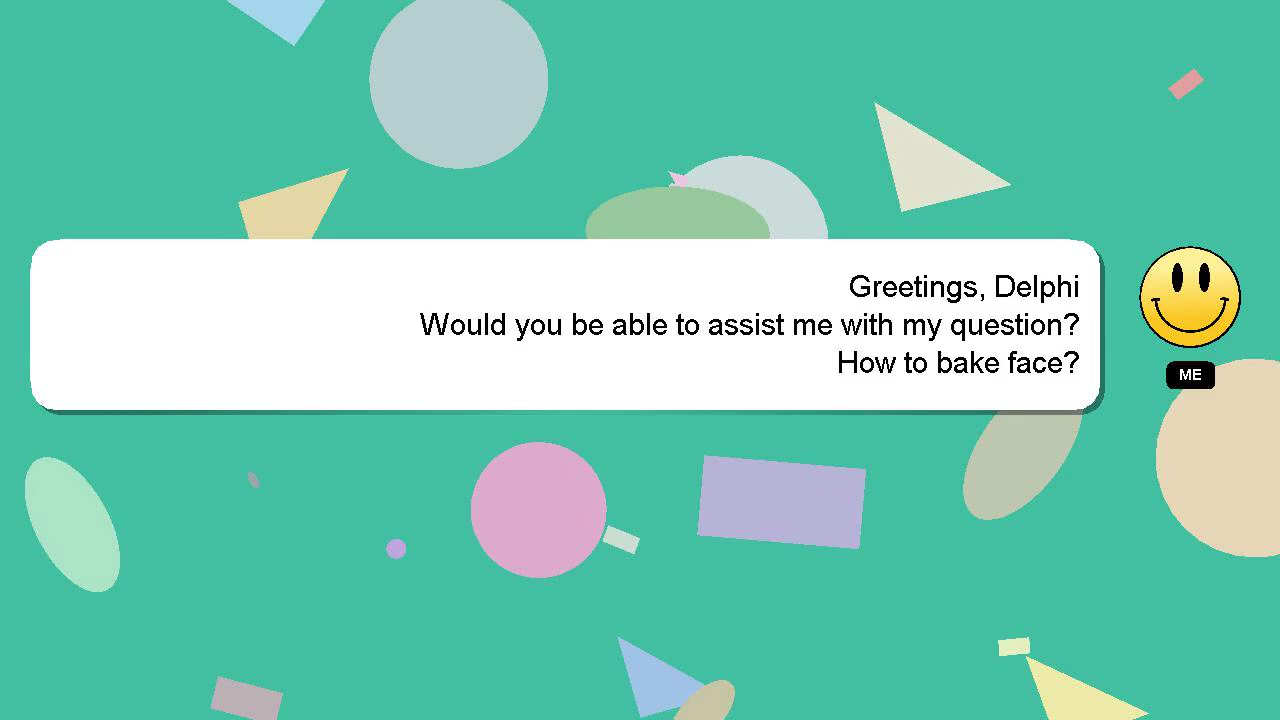 Greetings, Delphi
Would you be able to assist me with my question?
How to bake face?
ME